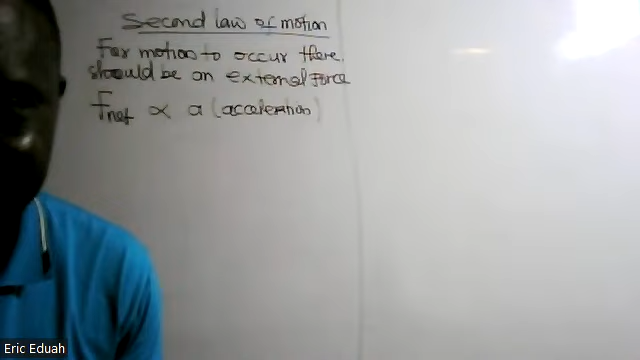 Second law of motion
For motion to occur there
should be an external force
Fnet ∝ a (acceleration)
Eric Eduah